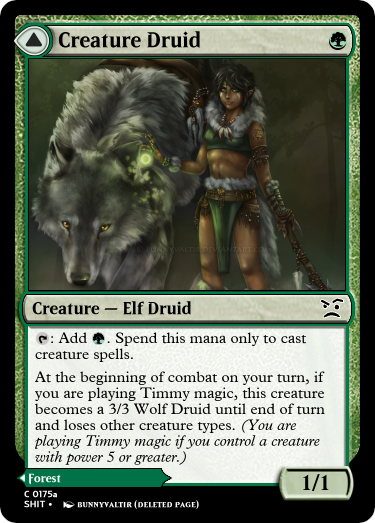 Creature Druid
Creature — Elf Druid
: Add . Spend this mana only to cast
creature spells.
At the beginning of combat on your turn, if
you are playing Timmy magic, this creature
becomes a 3/3 Wolf Druid until end of turn
and loses other creature types. (You are
playing Timmy magic if you control a creature
with power 5 or greater.)
Forest
1/1
C 0175a
SHIT • BUNNYVALTIR (DELETED PAGE)